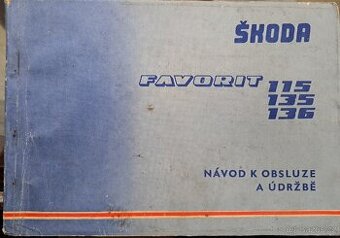 ŠKODA
FAVORIT 115
135
136
NÁVOD K OBSLUZE
A ÚDRŽBĚ